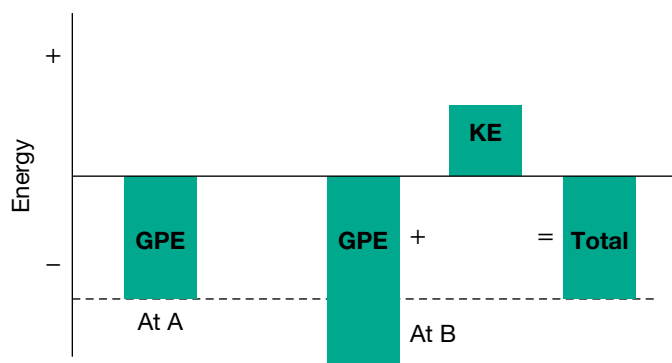 +
KE
Energy
GPE GPE + = Total
−
At A
At B